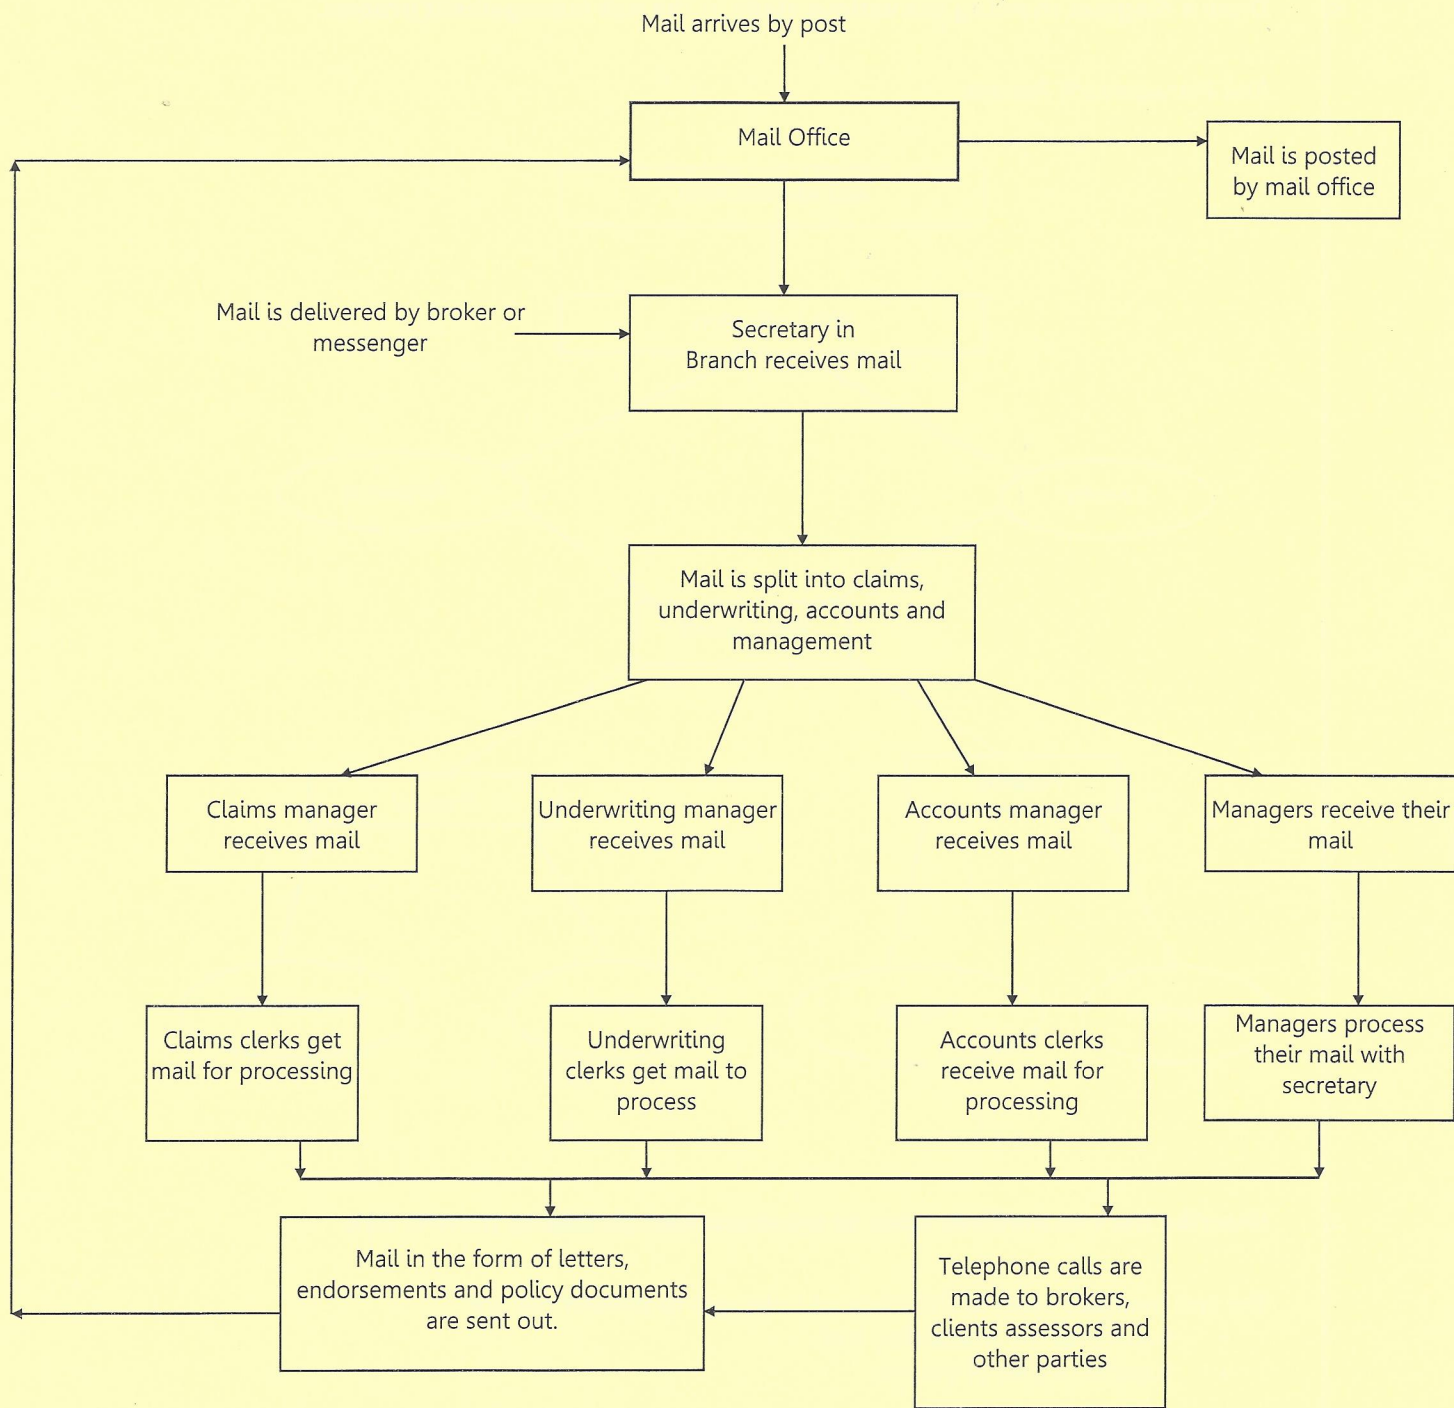 Mail arrives by post
Mail Office
Mail is posted
by mail office
Mail is delivered by broker or
messenger
Secretary in
Branch receives mail
Mail is split into claims,
underwriting, accounts and
management
Claims manager
receives mail
Underwriting manager
receives mail
Accounts manager
receives mail
Managers receive their
mail
Claims clerks get
mail for processing
Underwriting
clerks get mail to
process
Accounts clerks
receive mail for
processing
Managers process
their mail with
secretary
Mail in the form of letters,
endorsements and policy documents
are sent out.
Telephone calls are
made to brokers,
clients assessors and
other parties